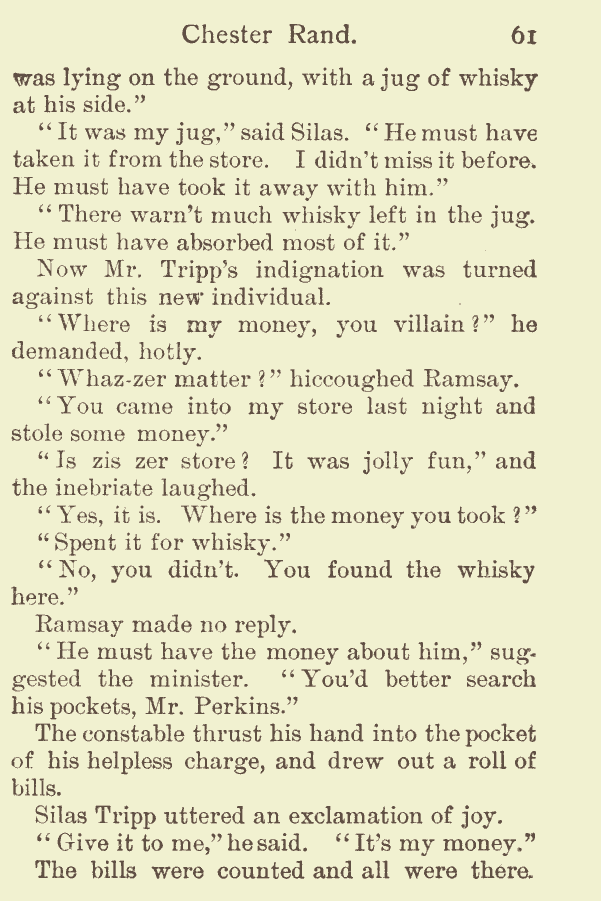 Chester Rand. 61
was lying on the ground, with a jug of whisky
at his side.”
“It was my jug,” said Silas. “He must have
taken it from the store. I didn’t miss it before.
He must have took it away with him.”
“There warn’t much whisky left in the jug.
He must have absorbed most of it.”
Now Mr. Tripp’s indignation was turned
against this new individual.
“Where is my money, you villain?” he
demanded, hotly.
“Whaz-zer matter?” hiccoughed Ramsay.
“You came into my store last night and
stole some money.”
“Is zis zer store? It was jolly fun,” and
the inebriate laughed.
“Yes, it is. Where is the money you took?”
“Spent it for whisky.”
“No, you didn’t. You found the whisky
here.”
Ramsay made no reply.
“He must have the money about him,” sug-
gested the minister. “You’d better search
his pockets, Mr. Perkins.”
The constable thrust his hand into the pocket
of his helpless charge, and drew out a roll of
bills.
Silas Tripp uttered an exclamation of joy.
“Give it to me,” he said. “It’s my money.”
The bills were counted and all were there.